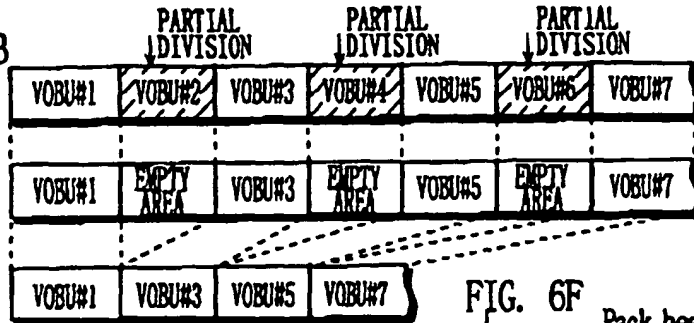 PARTIAL DIVISION PARTIAL DIVISION PARTIAL DIVISION
B
VOBU#1 VOBU#2 VOBU#3 VOBU#4 VOBU#5 VOBU#6 VOBU#7
VOBU#1 EMPTY AREA VOBU#3 EMPTY AREA VOBU#5 EMPTY AREA VOBU#7
VOBU#1 VOBU#3 VOBU#5 VOBU#7
FIG. 6F